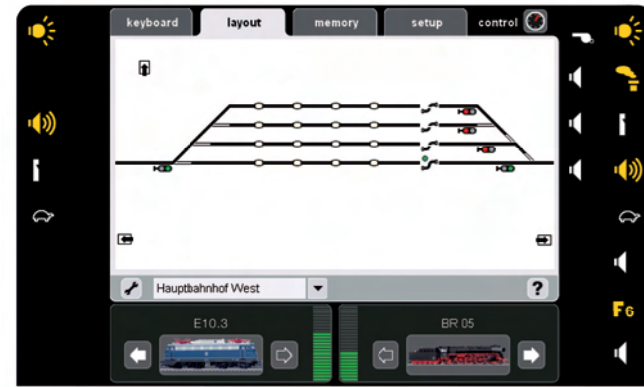 keyboard
layout
memory
setup
control
Hauptbahnhof West
?
F6
E10.3
BR 05